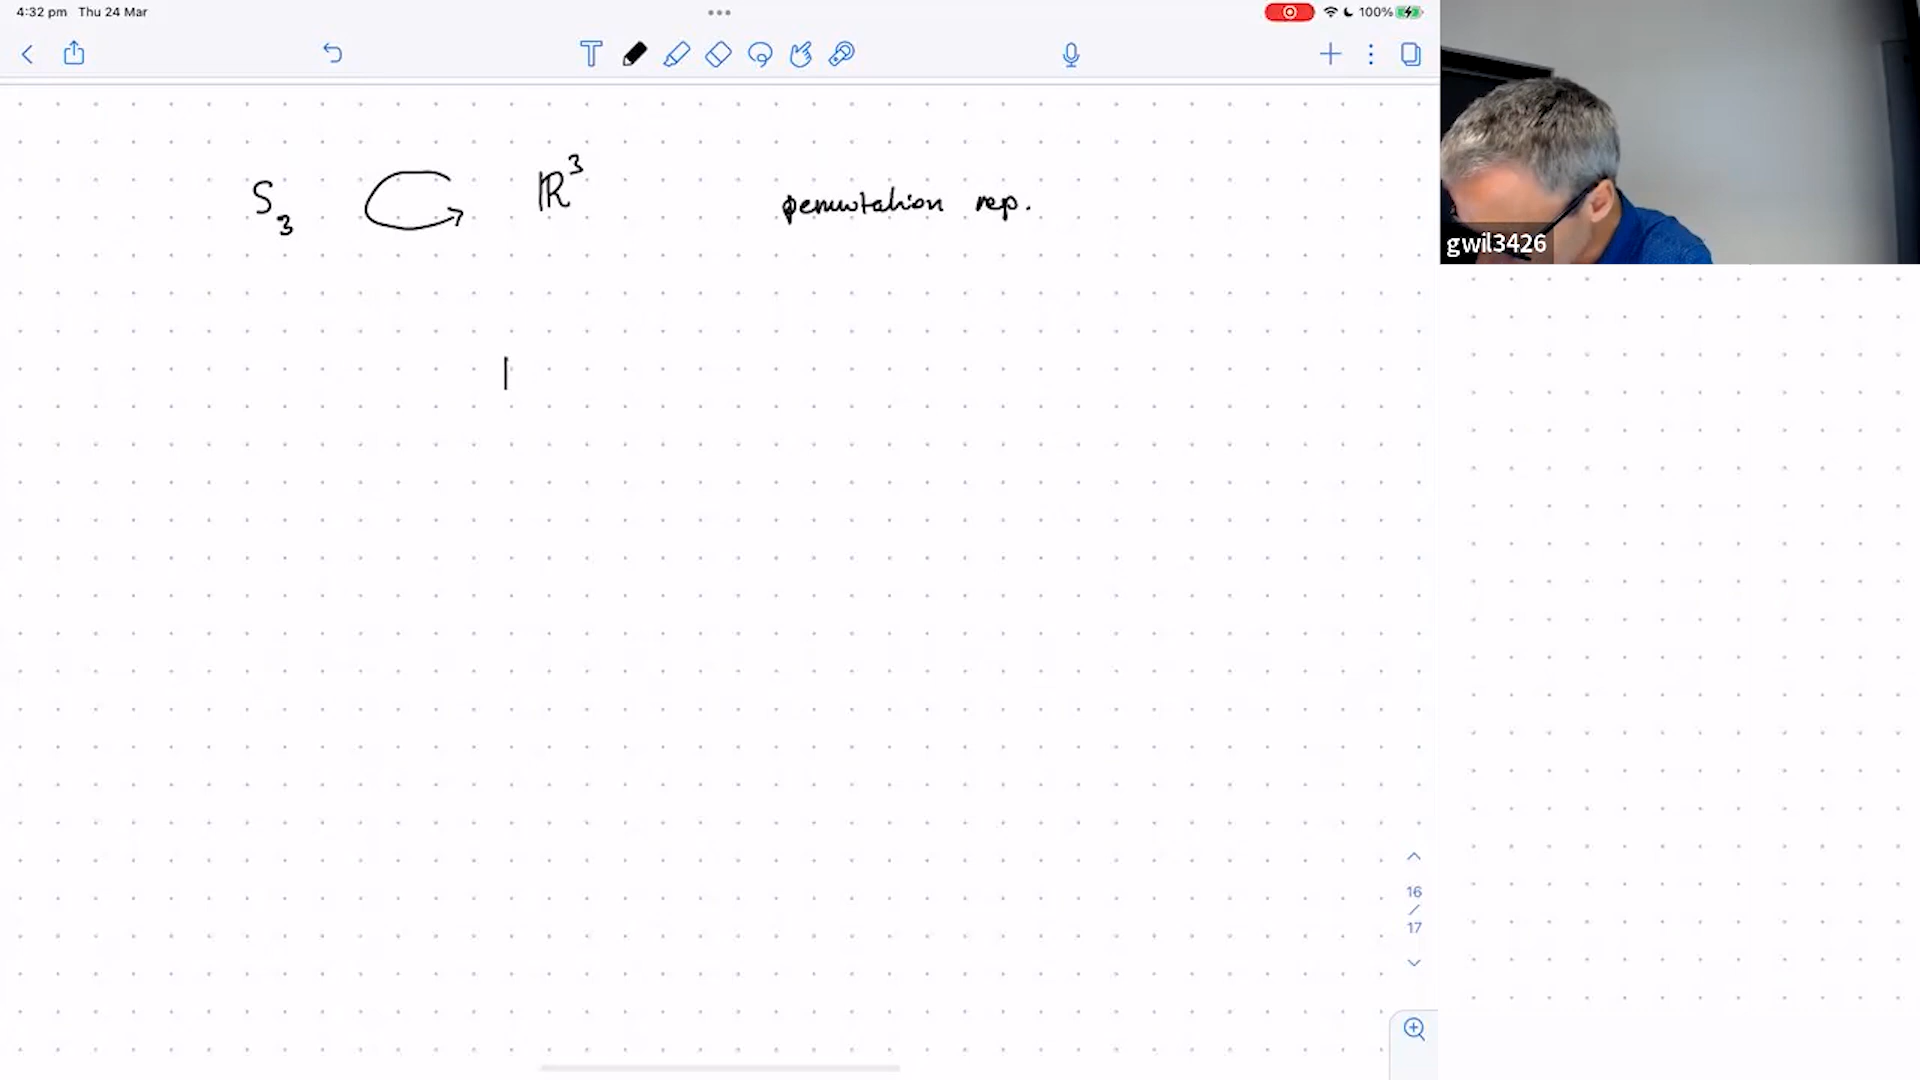 4:32 pm Thu 24 Mar
100%
S₃ ℝ³ permutation rep.
gwil3426
16
/
17